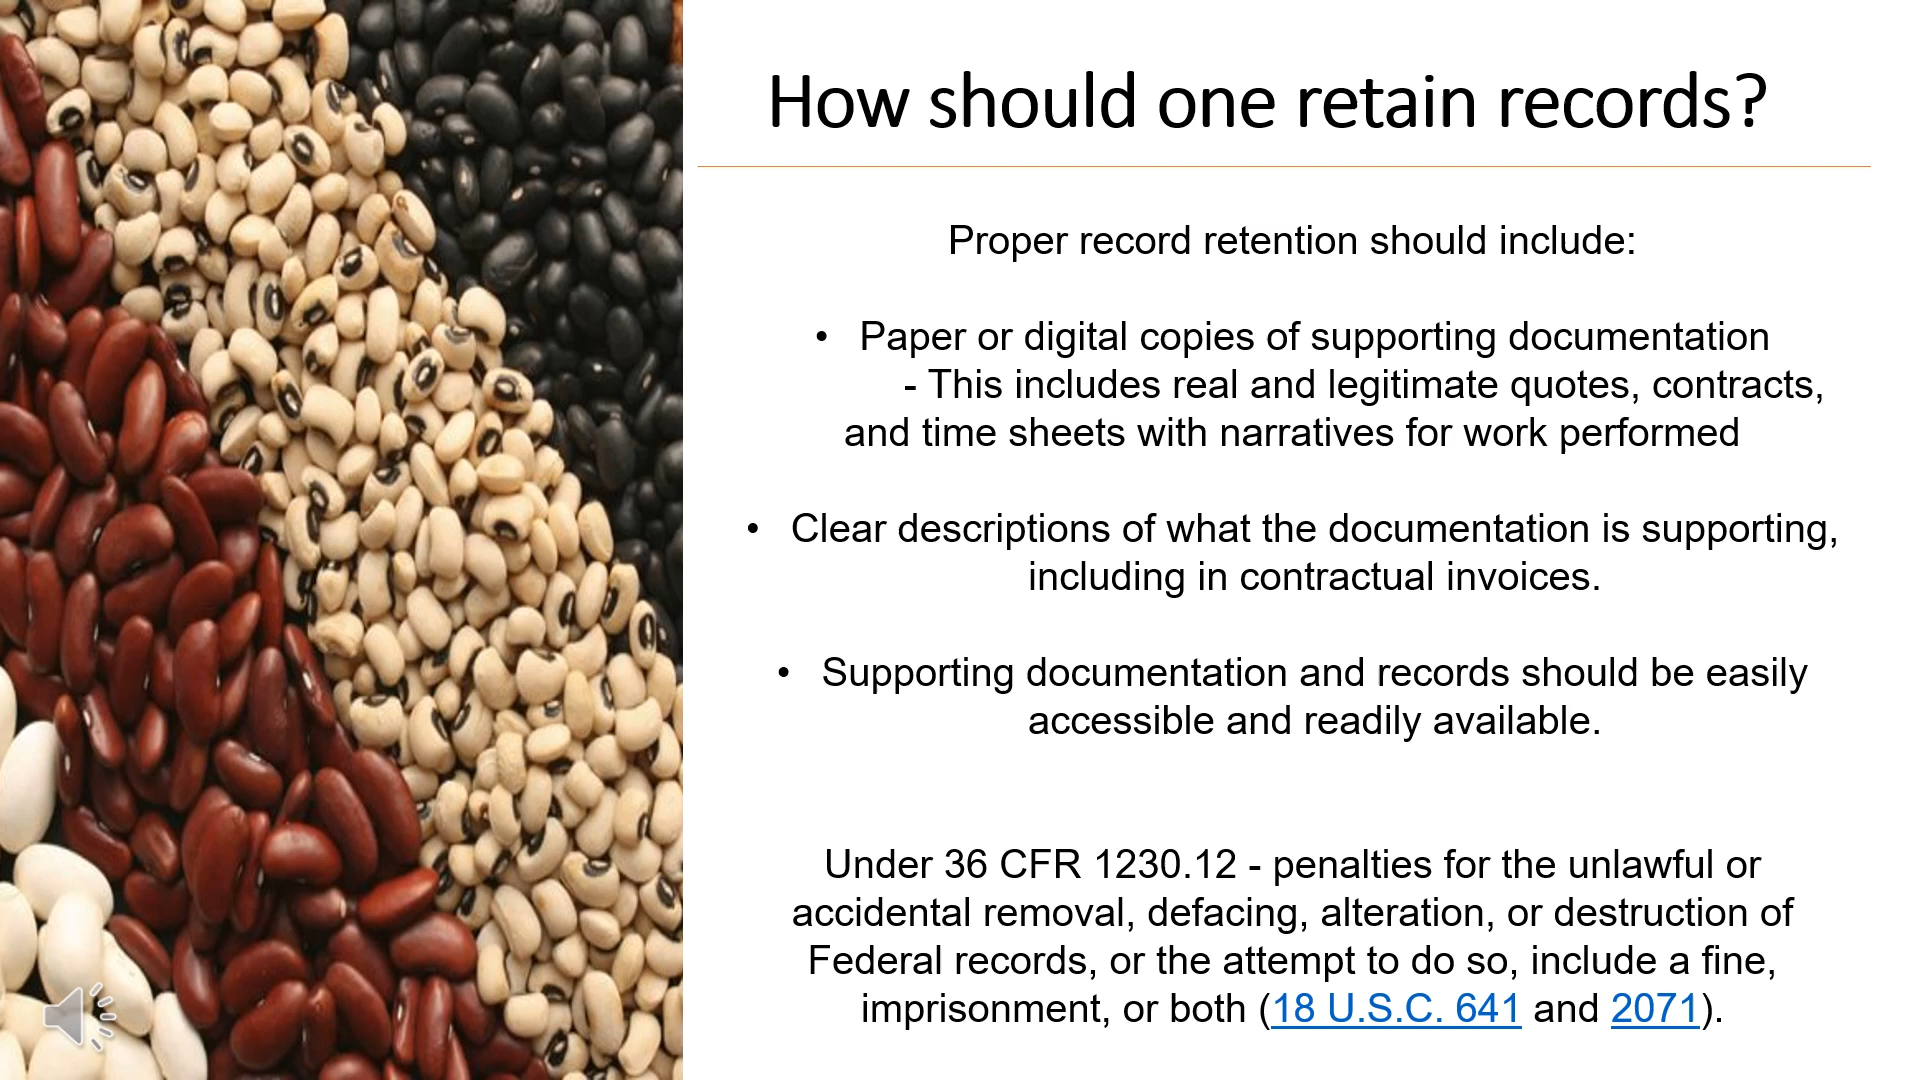 How should one retain records?
Proper record retention should include:
• Paper or digital copies of supporting documentation
- This includes real and legitimate quotes, contracts,
and time sheets with narratives for work performed
• Clear descriptions of what the documentation is supporting,
including in contractual invoices.
• Supporting documentation and records should be easily
accessible and readily available.
Under 36 CFR 1230.12 - penalties for the unlawful or
accidental removal, defacing, alteration, or destruction of
Federal records, or the attempt to do so, include a fine,
imprisonment, or both (18 U.S.C. 641 and 2071).